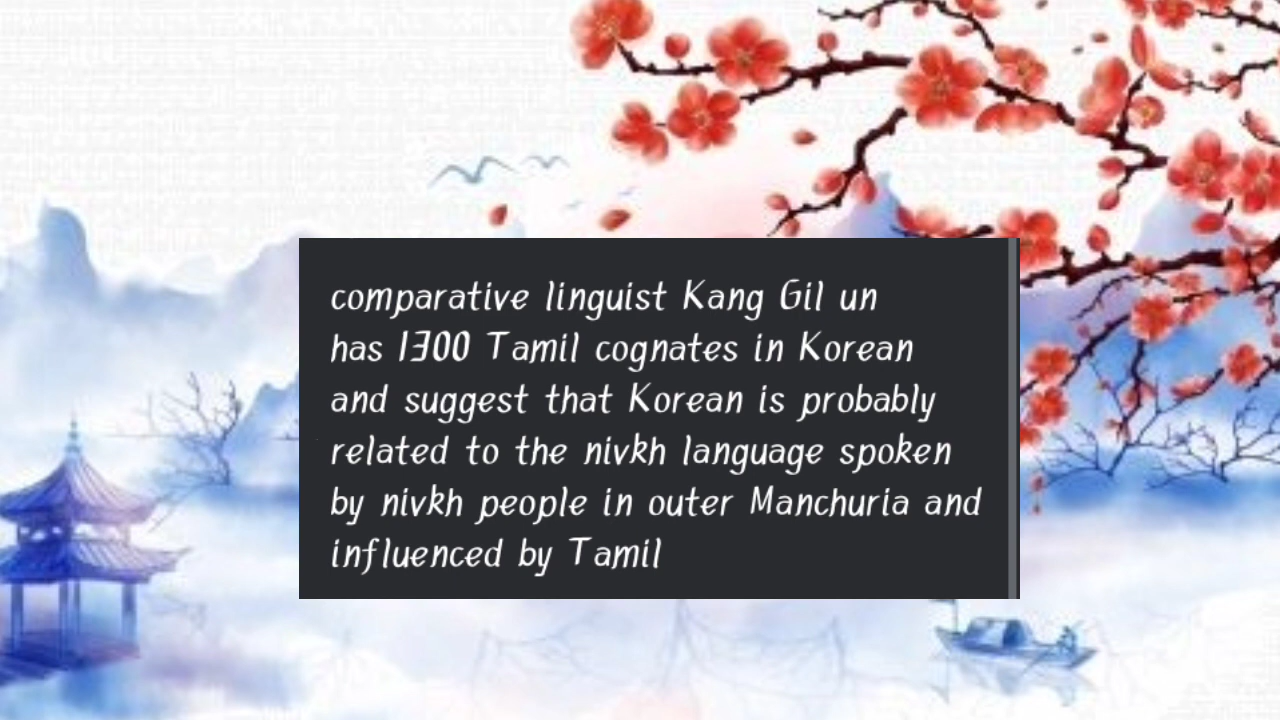 comparative linguist Kang Gil un
has 1300 Tamil cognates in Korean
and suggest that Korean is probably
related to the nivkh language spoken
by nivkh people in outer Manchuria and
influenced by Tamil